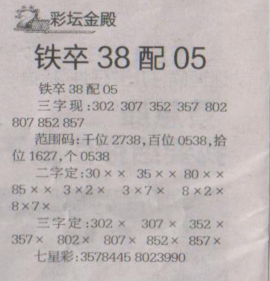 彩坛金殿
铁卒38配05
铁卒38配05
三字现:302 307 352 357 802
807 852 857
范围码:千位2738,百位0538,拾
位1627,个0538
二字定:30×× 35×× 80××
85×× 3×2× 3×7× 8×2×
8×7×
三字定:302× 307× 352×
357× 802× 807× 852× 857×
七星彩:3578445 8023990